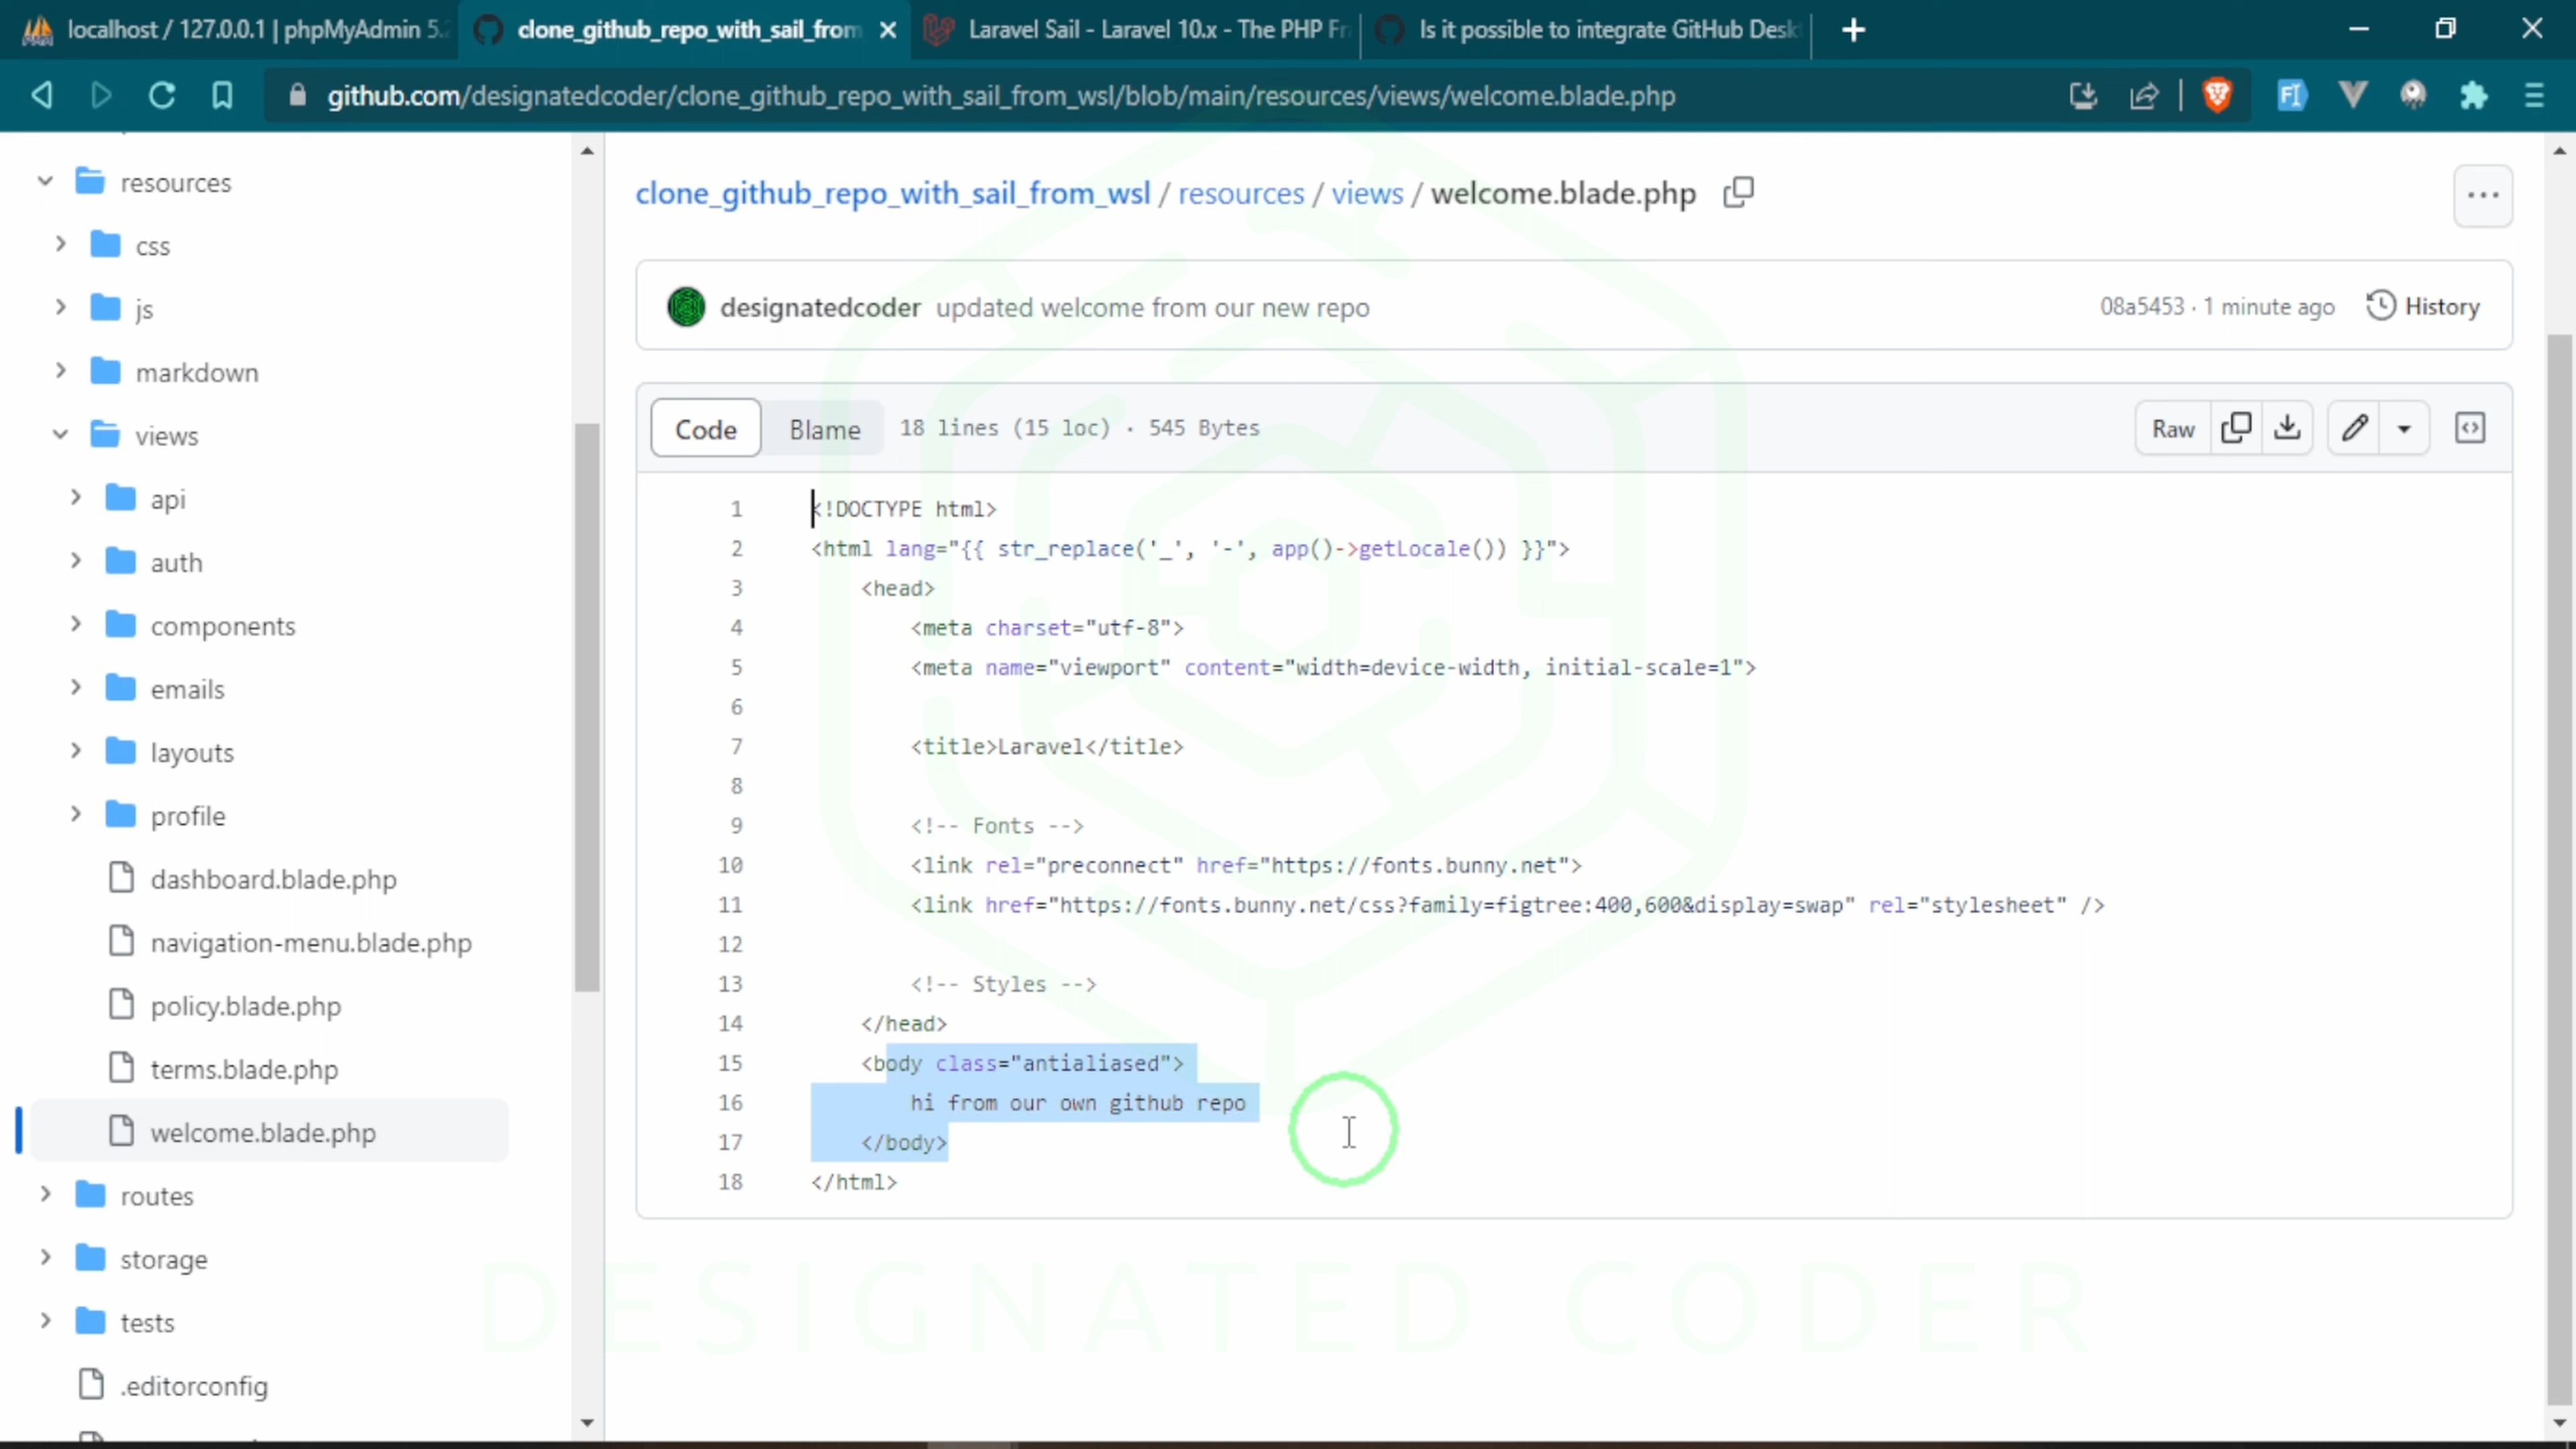 localhost / 127.0.0.1 | phpMyAdmin 5.2
clone_github_repo_with_sail_from
Laravel Sail - Laravel 10.x - The PHP Fr
Is it possible to integrate GitHub Desk
github.com/designatedcoder/clone_github_repo_with_sail_from_wsl/blob/main/resources/views/welcome.blade.php
resources
css
js
markdown
views
api
auth
components
emails
layouts
profile
dashboard.blade.php
navigation-menu.blade.php
policy.blade.php
terms.blade.php
welcome.blade.php
routes
storage
tests
.editorconfig
clone_github_repo_with_sail_from_wsl / resources / views / welcome.blade.php
designatedcoder updated welcome from our new repo
08a5453 · 1 minute ago History
Code Blame 18 lines (15 loc) · 545 Bytes
Raw
1 <!DOCTYPE html>
2 <html lang="{{ str_replace('_', '-', app()->getLocale()) }}">
3 <head>
4 <meta charset="utf-8">
5 <meta name="viewport" content="width=device-width, initial-scale=1">
6
7 <title>Laravel</title>
8
9 <!-- Fonts -->
10 <link rel="preconnect" href="https://fonts.bunny.net">
11 <link href="https://fonts.bunny.net/css?family=figtree:400,600&display=swap" rel="stylesheet" />
12
13 <!-- Styles -->
14 </head>
15 <body class="antialiased">
16 hi from our own github repo
17 </body>
18 </html>
DESIGNATED CODER